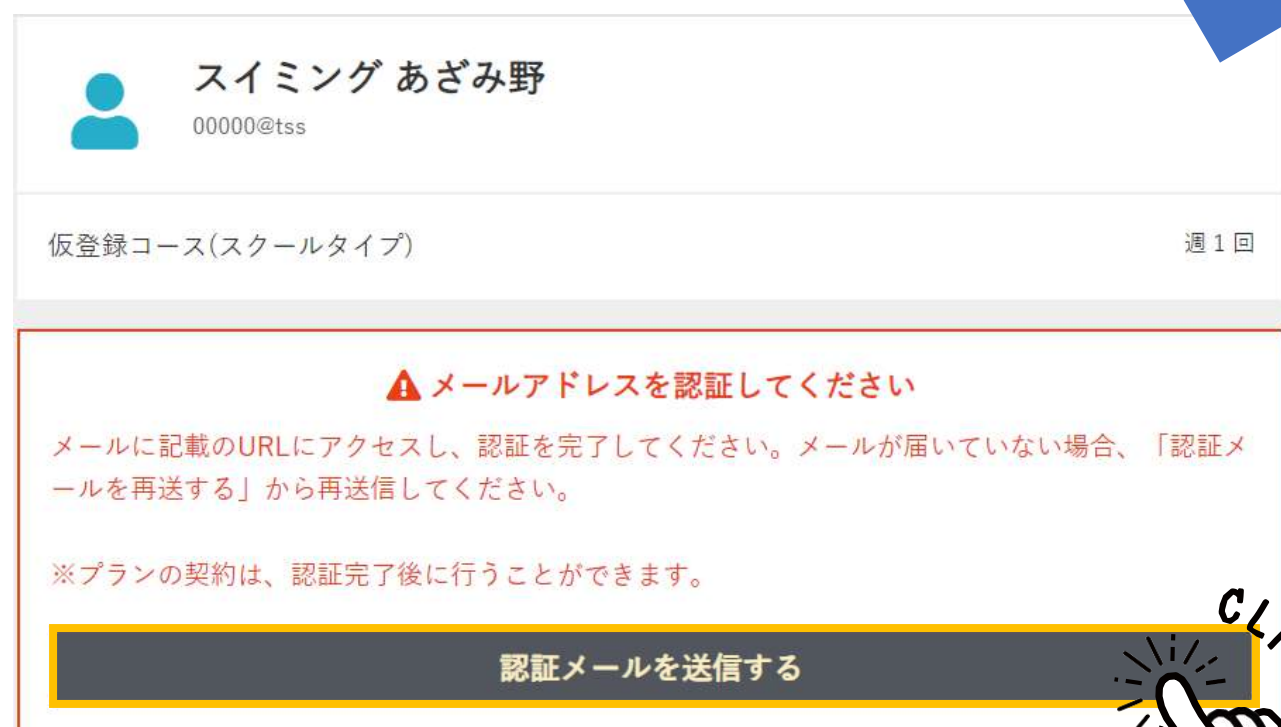 スイミング あざみ野
00000@tss
仮登録コース(スクールタイプ)
週1回
メールアドレスを認証してください
メールに記載のURLにアクセスし、認証を完了してください。メールが届いていない場合、「認証メ
ールを再送する」から再送信してください。
※プランの契約は、認証完了後に行うことができます。
認証メールを送信する